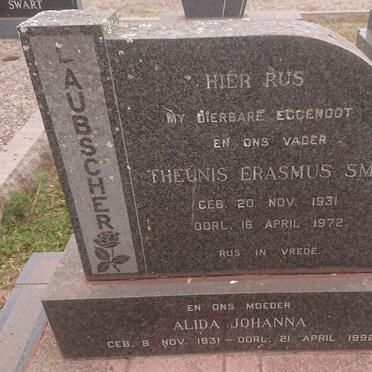 SWART
LAUBSCHER
HIER RUS
MY DIERBARE EGGENOOT
EN ONS VADER
THEUNIS ERASMUS
GEB. 20 NOV. 1931
OORL. 16 APRIL 1972.
RUS IN VREDE.
EN ONS MOEDER
ALIDA JOHANNA
GEB. 8 NOV. 1931 - OORL. 21 APRIL 1992